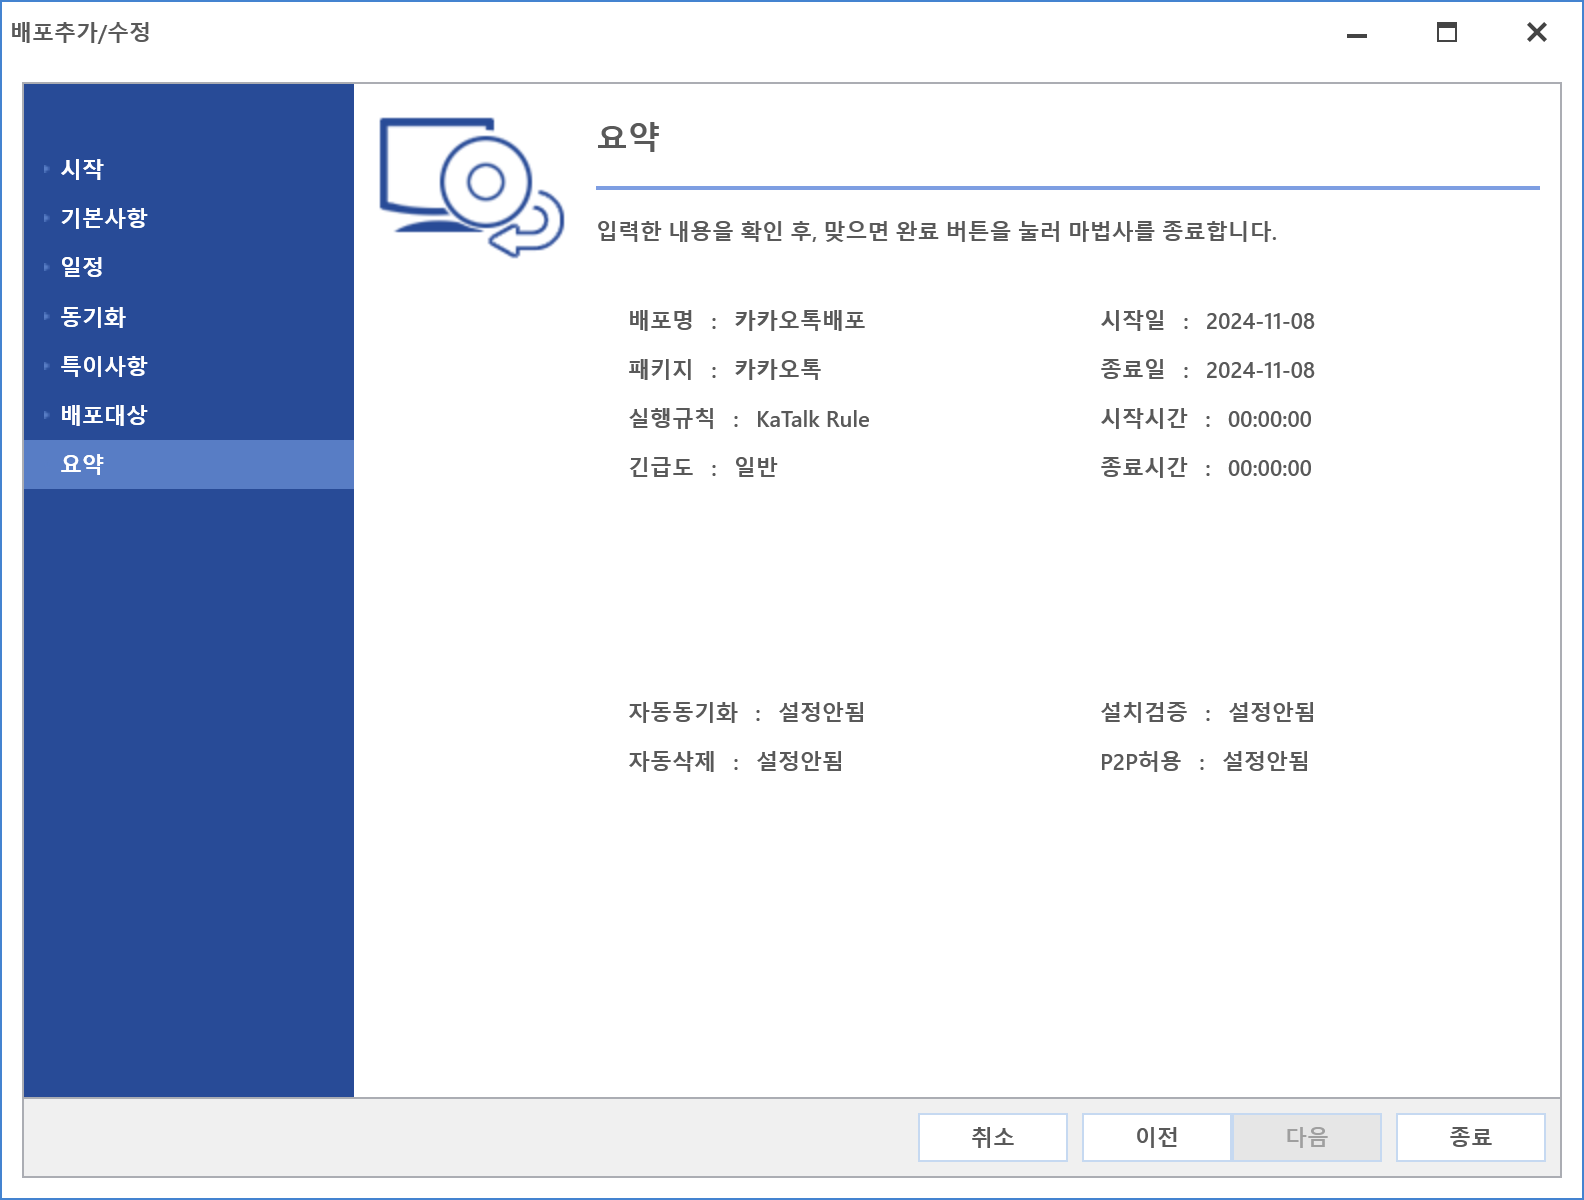 배포추가/수정
시작
기본사항
일정
동기화
특이사항
배포대상
요약
요약
입력한 내용을 확인 후, 맞으면 완료 버튼을 눌러 마법사를 종료합니다.
배포명 : 카카오톡배포
시작일 : 2024-11-08
패키지 : 카카오톡
종료일 : 2024-11-08
실행규칙 : KaTalk Rule
시작시간 : 00:00:00
긴급도 : 일반
종료시간 : 00:00:00
자동동기화 : 설정안됨
설치검증 : 설정안됨
자동삭제 : 설정안됨
P2P허용 : 설정안됨
취소
이전
다음
종료